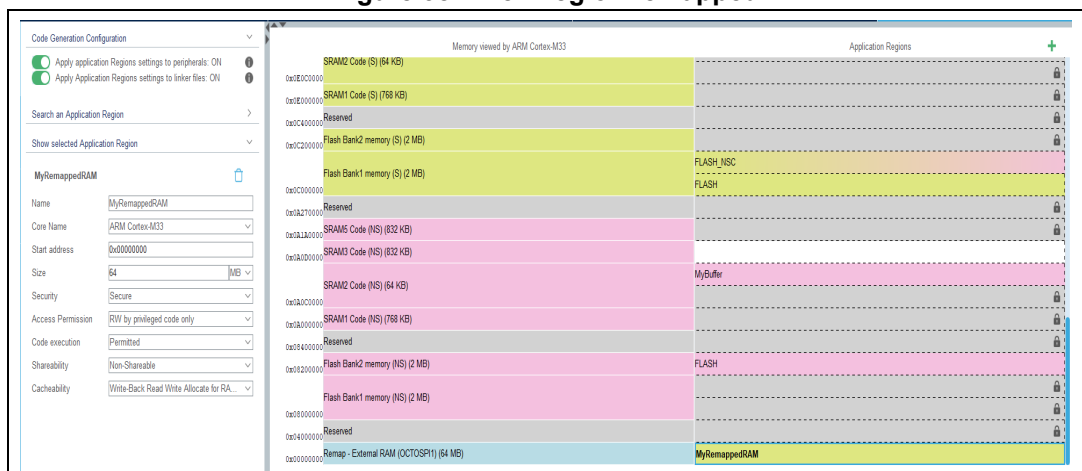 Code Generation Configuration
Apply application Regions settings to peripherals: ON
Apply Application Regions settings to linker files: ON
Search an Application Region
Show selected Application Region
MyRemappedRAM
Name MyRemappedRAM
Core Name ARM Cortex-M33
Start address 0x00000000
Size 64 MB
Security Secure
Access Permission RW by privileged code only
Code execution Permitted
Shareability Non-Shareable
Cacheability Write-Back Read Write Allocate for RA...
Memory viewed by ARM Cortex-M33 Application Regions
SRAM2 Code (S) (64 KB)
0x0E0C0000
SRAM1 Code (S) (768 KB)
0x0E000000
Reserved
0x0C400000
Flash Bank2 memory (S) (2 MB)
0x0C200000
FLASH_NSC
Flash Bank1 memory (S) (2 MB)
FLASH
0x0C000000
Reserved
0x0A270000
SRAM5 Code (NS) (832 KB)
0x0A1A0000
SRAM3 Code (NS) (832 KB)
0x0A0D0000
MyBuffer
SRAM2 Code (NS) (64 KB)
0x0A0C0000
SRAM1 Code (NS) (768 KB)
0x0A000000
Reserved
0x08400000
Flash Bank2 memory (NS) (2 MB) FLASH
0x08200000
Flash Bank1 memory (NS) (2 MB)
0x08000000
Reserved
0x04000000
Remap - External RAM (OCTOSPI1) (64 MB) MyRemappedRAM
0x00000000